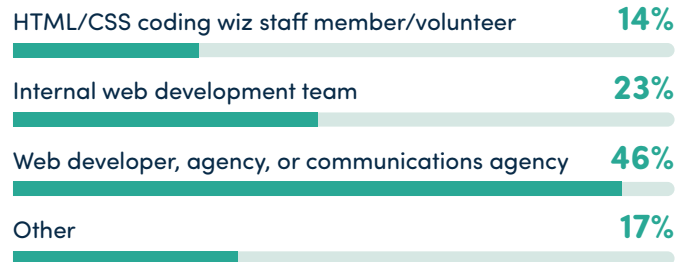 HTML/CSS coding wiz staff member/volunteer 14%
Internal web development team 23%
Web developer, agency, or communications agency 46%
Other 17%